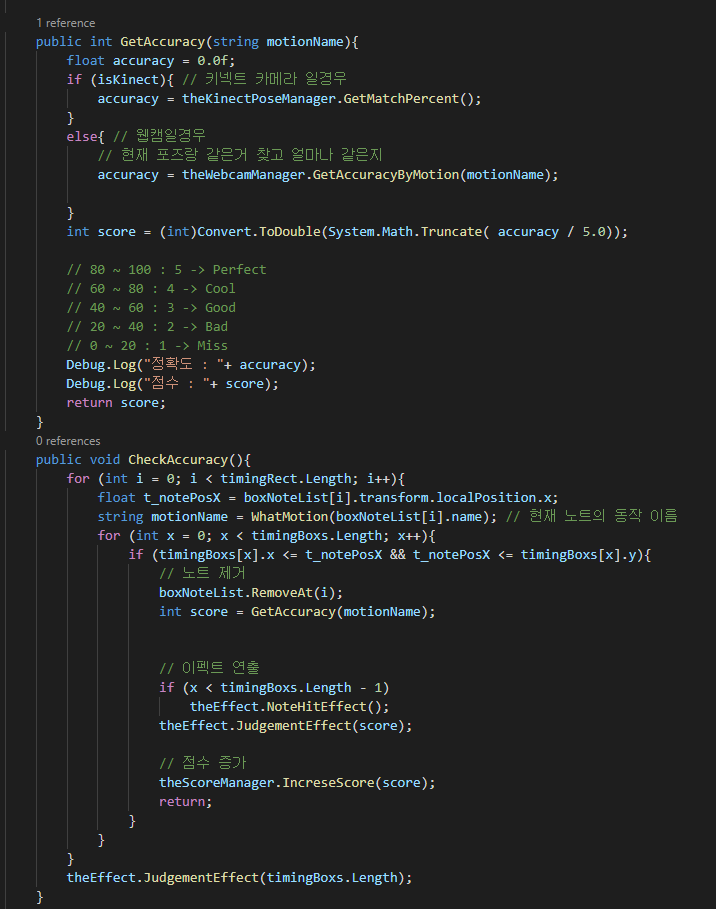 1 reference
public int GetAccuracy(string motionName){
float accuracy = 0.0f;
if (isKinect){ // 키넥트 카메라 일경우
accuracy = theKinectPoseManager.GetMatchPercent();
}
else{ // 웹캠일경우
// 현재 포즈랑 같은거 찾고 얼마나 같은지
accuracy = theWebcamManager.GetAccuracyByMotion(motionName);
}
int score = (int)Convert.ToDouble(System.Math.Truncate( accuracy / 5.0));
// 80 ~ 100 : 5 -> Perfect
// 60 ~ 80 : 4 -> Cool
// 40 ~ 60 : 3 -> Good
// 20 ~ 40 : 2 -> Bad
// 0 ~ 20 : 1 -> Miss
Debug.Log("정확도 : "+ accuracy);
Debug.Log("점수 : "+ score);
return score;
}
0 references
public void CheckAccuracy(){
for (int i = 0; i < timingRect.Length; i++){
float t_notePosX = boxNoteList[i].transform.localPosition.x;
string motionName = WhatMotion(boxNoteList[i].name); // 현재 노트의 동작 이름
for (int x = 0; x < timingBoxs.Length; x++){
if (timingBoxs[x].x <= t_notePosX && t_notePosX <= timingBoxs[x].y){
// 노트 제거
boxNoteList.RemoveAt(i);
int score = GetAccuracy(motionName);
// 이펙트 연출
if (x < timingBoxs.Length - 1)
theEffect.NoteHitEffect();
theEffect.JudgementEffect(score);
// 점수 증가
theScoreManager.IncreseScore(score);
return;
}
}
}
theEffect.JudgementEffect(timingBoxs.Length);
}